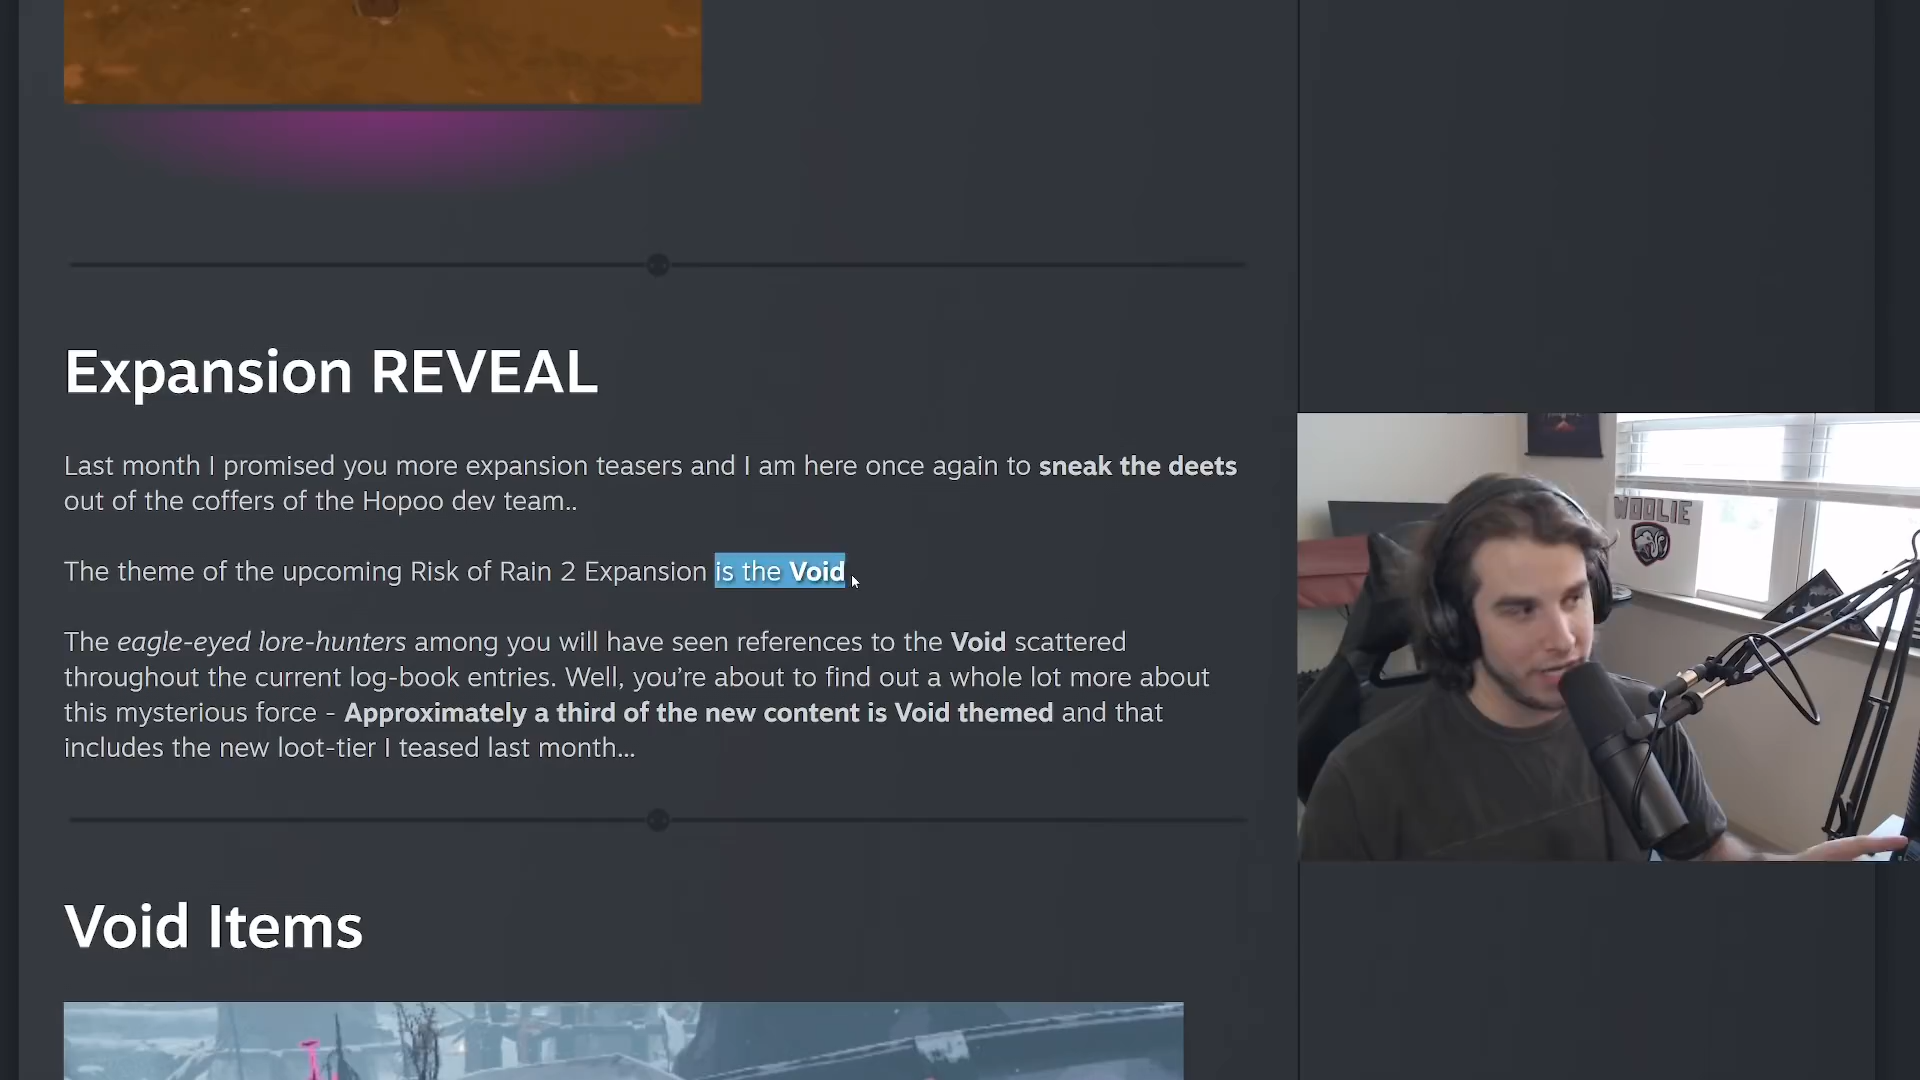 Expansion REVEAL
Last month I promised you more expansion teasers and I am here once again to sneak the deets
out of the coffers of the Hopoo dev team..
The theme of the upcoming Risk of Rain 2 Expansion is the Void
The eagle-eyed lore-hunters among you will have seen references to the Void scattered
throughout the current log-book entries. Well, you’re about to find out a whole lot more about
this mysterious force - Approximately a third of the new content is Void themed and that
includes the new loot-tier I teased last month...
WOOLIE
Void Items